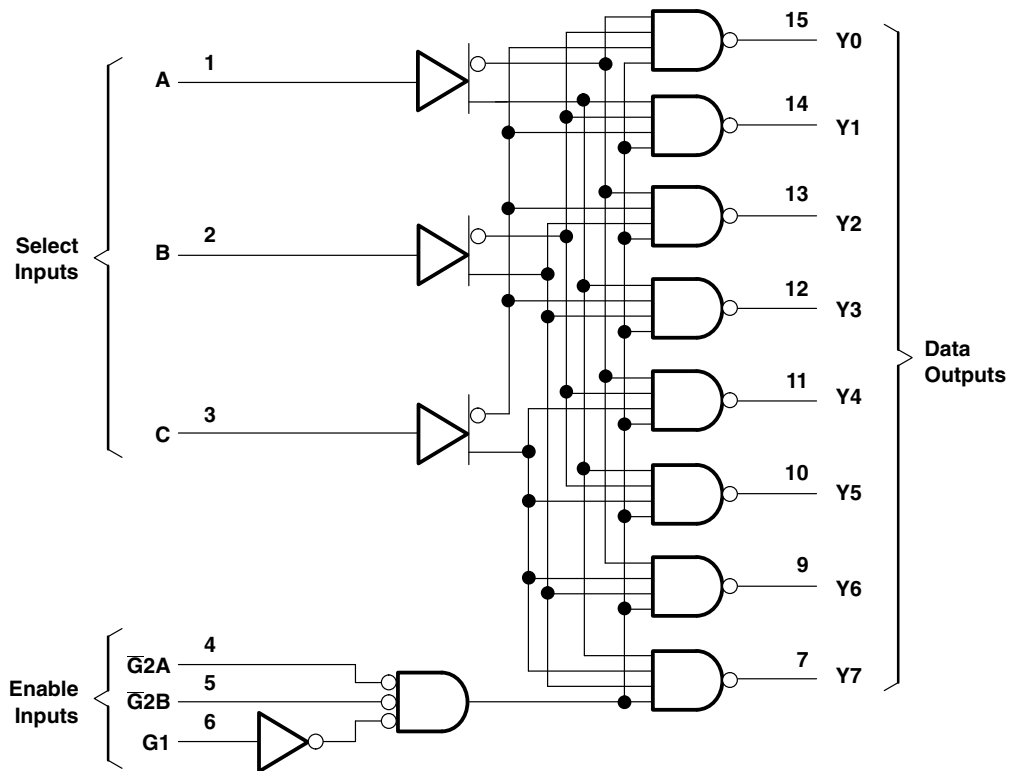 15
Y0
1
A
14
Y1
13
Y2
Select
Inputs
2
B
12
Y3
Data
Outputs
11
Y4
3
C
10
Y5
9
Y6
Enable
Inputs
4
G̅2A
5
G̅2B
6
G1
7
Y7